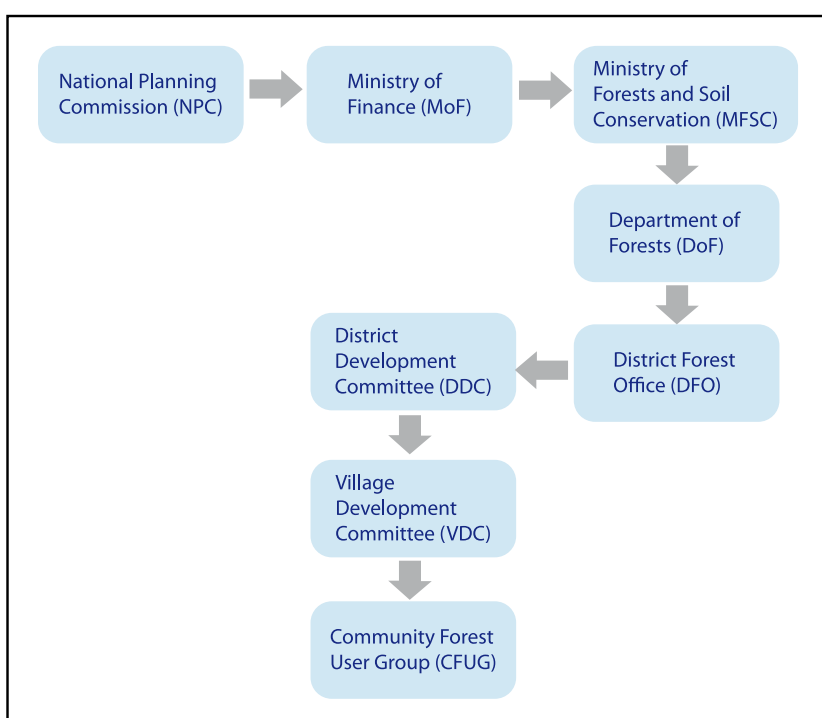 National Planning
Commission (NPC)
Ministry of
Finance (MoF)
Ministry of
Forests and Soil
Conservation (MFSC)
Department of
Forests (DoF)
District Forest
Office (DFO)
District
Development
Committee (DDC)
Village
Development
Committee (VDC)
Community Forest
User Group (CFUG)